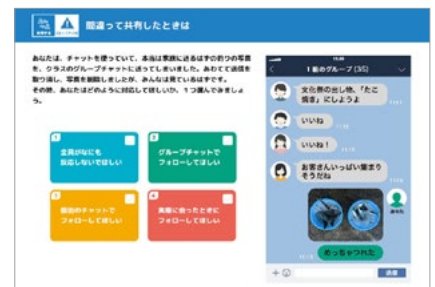 間違って共有したときは
あなたは、チャットを使っていて、本当は家族に送るはずの釣りの写真
を、クラスのグループチャットに送ってしまいました。あわてて送信を
取り消し、写真を削除しましたが、みんなは見ているはずです。
その時、あなたはどのように対応してほしいか、1つ選んでみましょ
う。
1
全員がなにも
反応しないでほしい
2
グループチャットで
フォローしてほしい
3
個別のチャットで
フォローしてほしい
4
実際に会ったときに
フォローしてほしい
1組のグループ (35)
文化祭の出し物、「たこ
焼き」にしようよ
いいね
いいね!
お客さんいっぱい集まり
そうだね
あなた
めっちゃつれた
送信